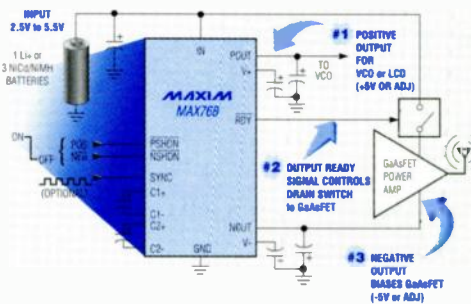 INPUT
2.5V to 5.5V
1 Li+ or
3 NiCd/NiMH
BATTERIES
ON
OFF
POS
NEG
(OPTIONAL)
IN
MAXIM
MAX768
PSHDN
NSHDN
SYNC
C1+
C1-
C2+
C2-
GND
POUT
V+
RDY
NOUT
V-
TO
VCO
#1 POSITIVE
OUTPUT
FOR
VCO or LCD
(+5V OR ADJ)
#2 OUTPUT READY
SIGNAL CONTROLS
DRAIN SWITCH
to GaAsFET
GaAsFET
POWER
AMP
#3 NEGATIVE
OUTPUT
BIASES GaAsFET
(-5V or ADJ)